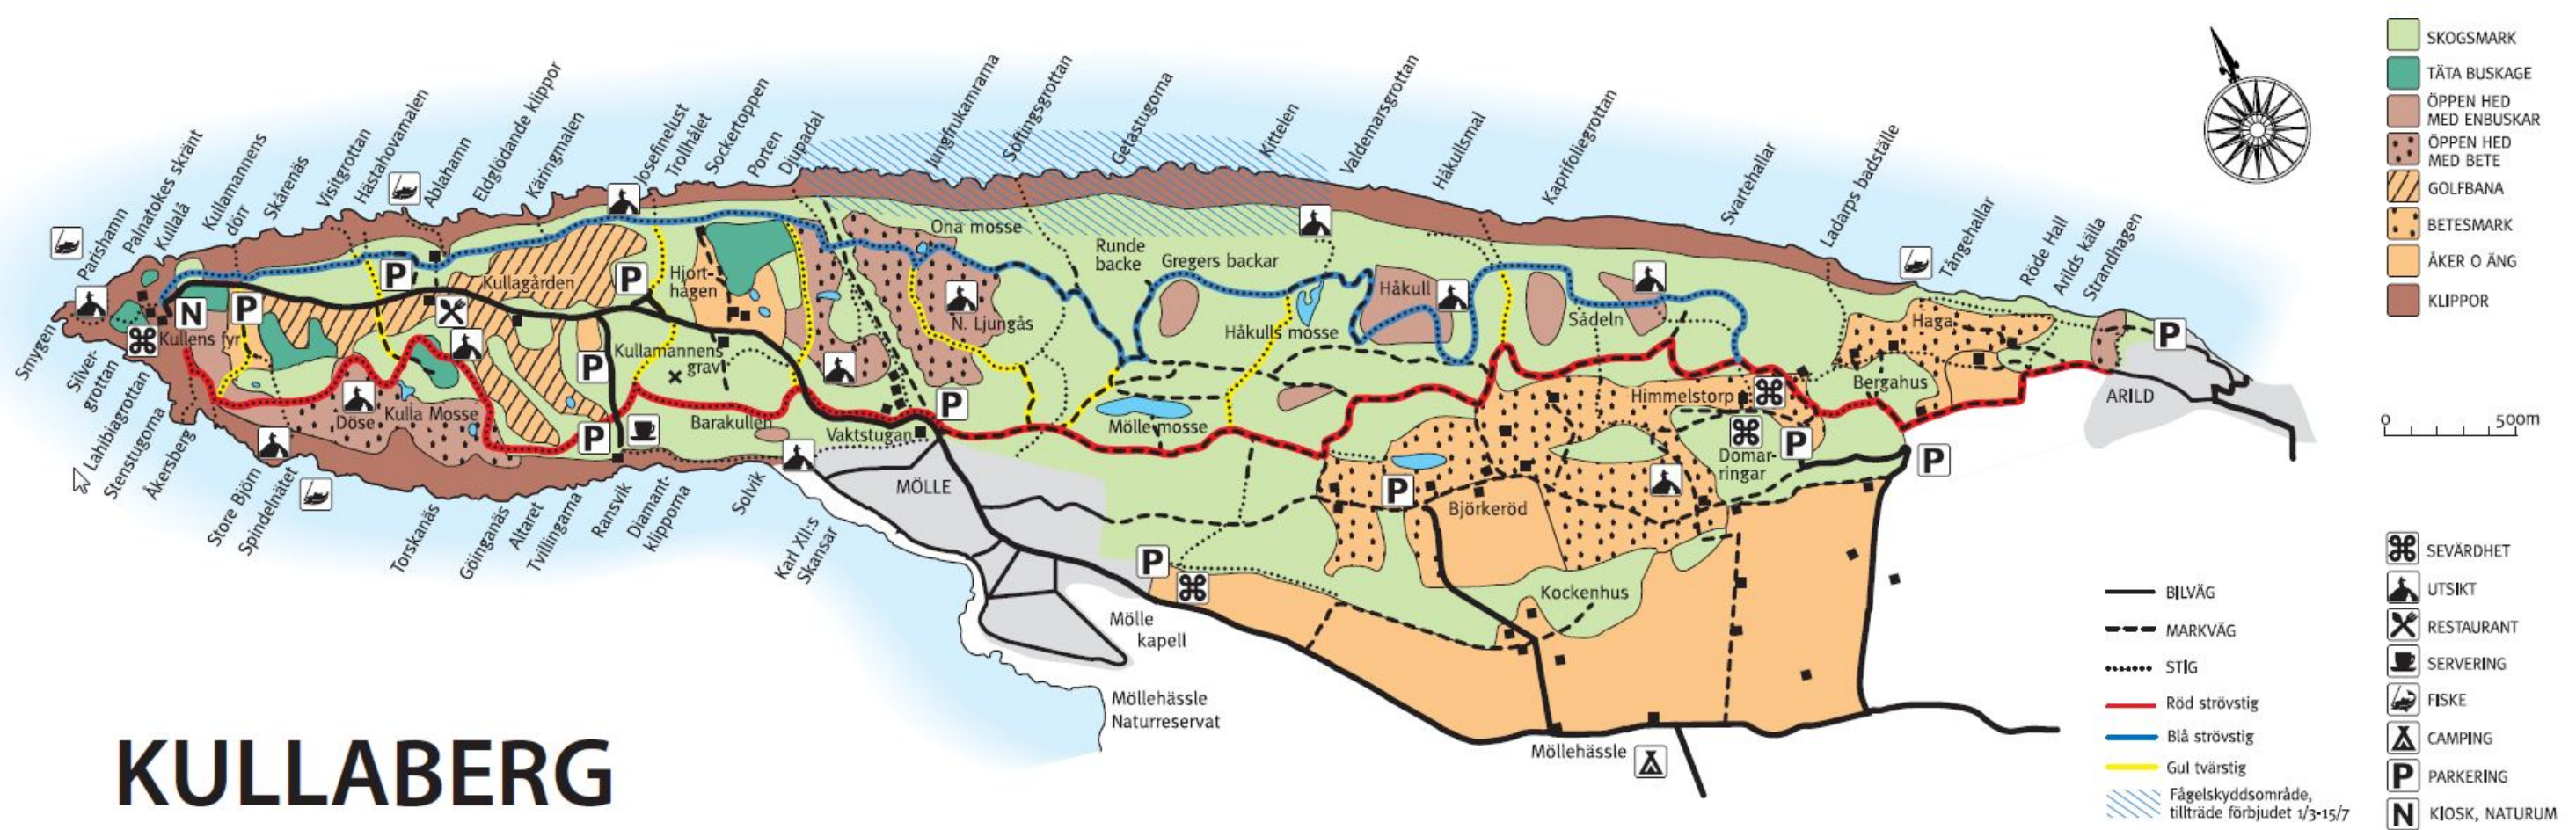 Smygen
Parishamn
Palnatokes skränt
Kullalå
Kullamannens
dörr
Skårenäs
Visitgrottan
Hästahovamalen
Ablahamn
Eldglödande klippor
Käringmalen
Josefinelust
Trollhålet
Sockertoppen
Porten
Djupadal
Jungfrukamrarna
Söftingsgrottan
Getastugorna
Kittelen
Valdemarsgrottan
Håkullsmal
Kaprifoliegrottan
Svartehallar
Ladarps badställe
Tångehallar
Röde Hall
Arilds källa
Strandhagen
Kullagården
Hjort-
hagen
Ona mosse
Runde
backe
Gregers backar
Håkull
Sadeln
Haga
Kullens fyr
N
P
P
P
P
P
P
P
P
P
P
P
P
Kullamannens
grav
N. Ljungås
Håkulls mosse
Himmelstorp
Bergahus
ARILD
Döse
Kulla Mosse
Barakullen
Vaktstugan
Mölle mosse
Domar-
ringar
MÖLLE
Björkeröd
Kockenhus
Silver-
grottan
Lahibiagrottan
Stenstugorna
Åkersberg
Store Björn
Spindelnätet
Torskanäs
Göinganäs
Altaret
Tvillingarna
Ransvik
Diamant-
klipporna
Solvik
Karl XII:s
Skansar
Mölle
kapell
Möllehässle
Naturreservat
Möllehässle
KULLABERG
SKOGSMARK
TÄTA BUSKAGE
ÖPPEN HED
MED ENBUSKAR
ÖPPEN HED
MED BETE
GOLFBANA
BETESMARK
ÅKER O ÄNG
KLIPPOR
0 500m
BILVÄG
MARKVÄG
STIG
Röd strövstig
Blå strövstig
Gul tvärstig
Fågelskyddsområde,
tillträde förbjudet 1/3-15/7
SEVÄRDHET
UTSIKT
RESTAURANT
SERVERING
FISKE
CAMPING
P PARKERING
N KIOSK, NATURUM